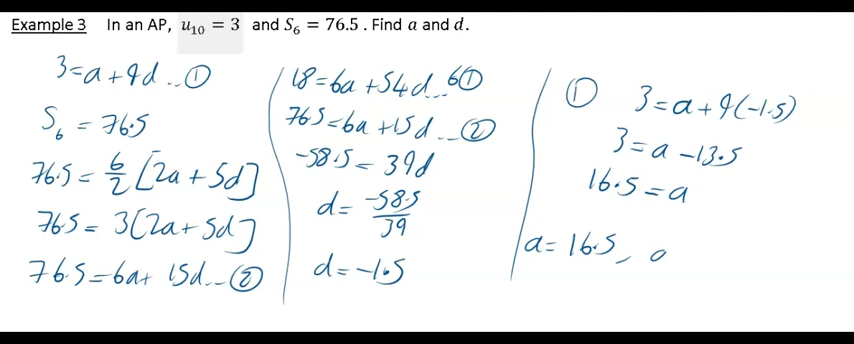 Example 3 In an AP, u₁₀ = 3 and S₆ = 76.5 . Find a and d.
3=a+9d ..①
S₆ = 76.5
76.5 = 6/2 [2a + 5d]
76.5 = 3[2a+5d]
76.5=6a+ 15d...②
18=6a+54d...6①
76.5=6a+15d...②
-58.5= 39d
d= -58.5/39
d=-1.5
① 3=a+9(-1.5)
3=a-13.5
16.5=a
a=16.5,